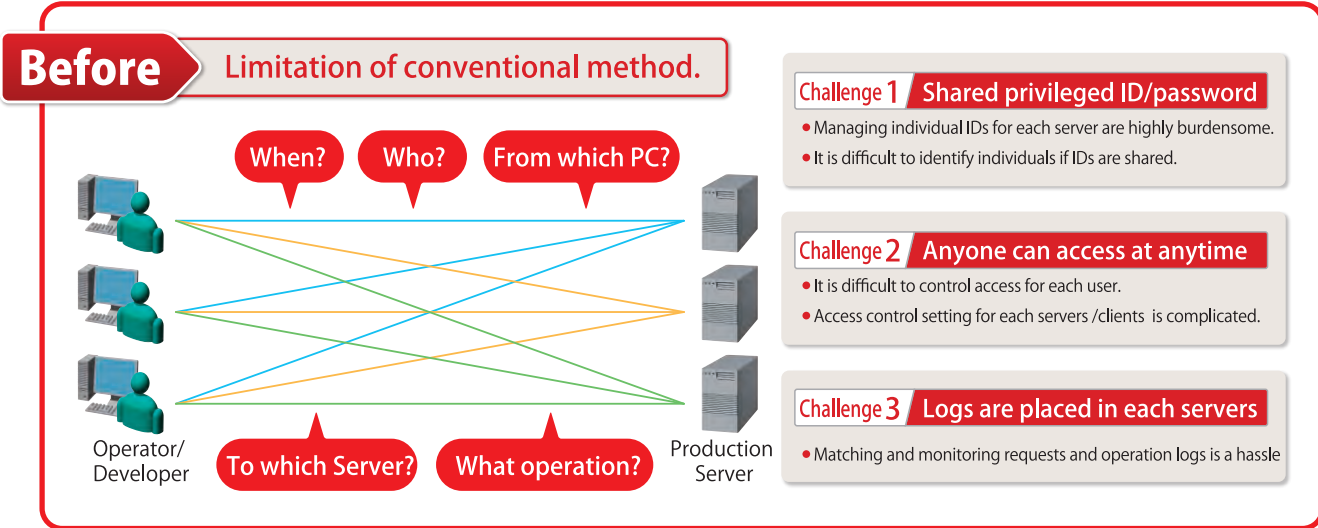 Before
Limitation of conventional method.
When?
Who?
From which PC?
To which Server?
What operation?
Operator/
Developer
Production
Server
Challenge 1 Shared privileged ID/password
• Managing individual IDs for each server are highly burdensome.
• It is difficult to identify individuals if IDs are shared.
Challenge 2 Anyone can access at anytime
• It is difficult to control access for each user.
• Access control setting for each servers /clients is complicated.
Challenge 3 Logs are placed in each servers
• Matching and monitoring requests and operation logs is a hassle